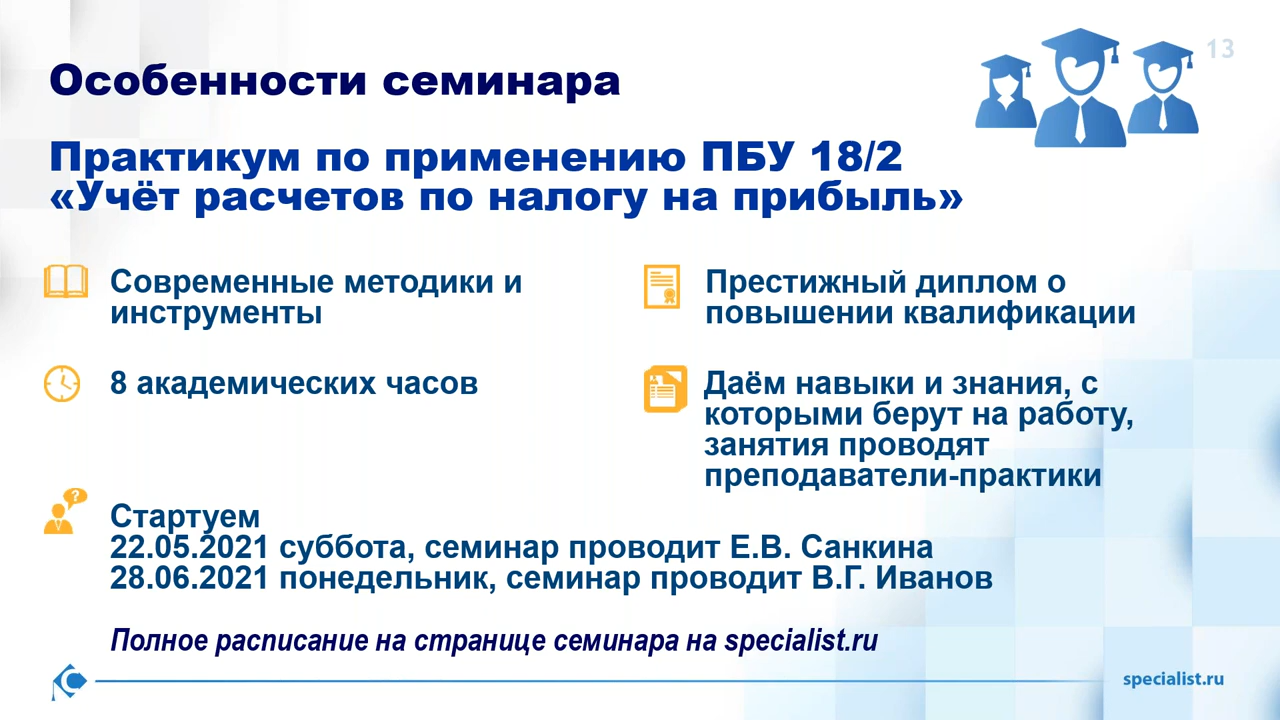 13
Особенности семинара
Практикум по применению ПБУ 18/2
«Учёт расчетов по налогу на прибыль»
Современные методики и
инструменты
Престижный диплом о
повышении квалификации
8 академических часов
Даём навыки и знания, с
которыми берут на работу,
занятия проводят
преподаватели-практики
?
Стартуем
22.05.2021 суббота, семинар проводит Е.В. Санкина
28.06.2021 понедельник, семинар проводит В.Г. Иванов
Полное расписание на странице семинара на specialist.ru
specialist.ru